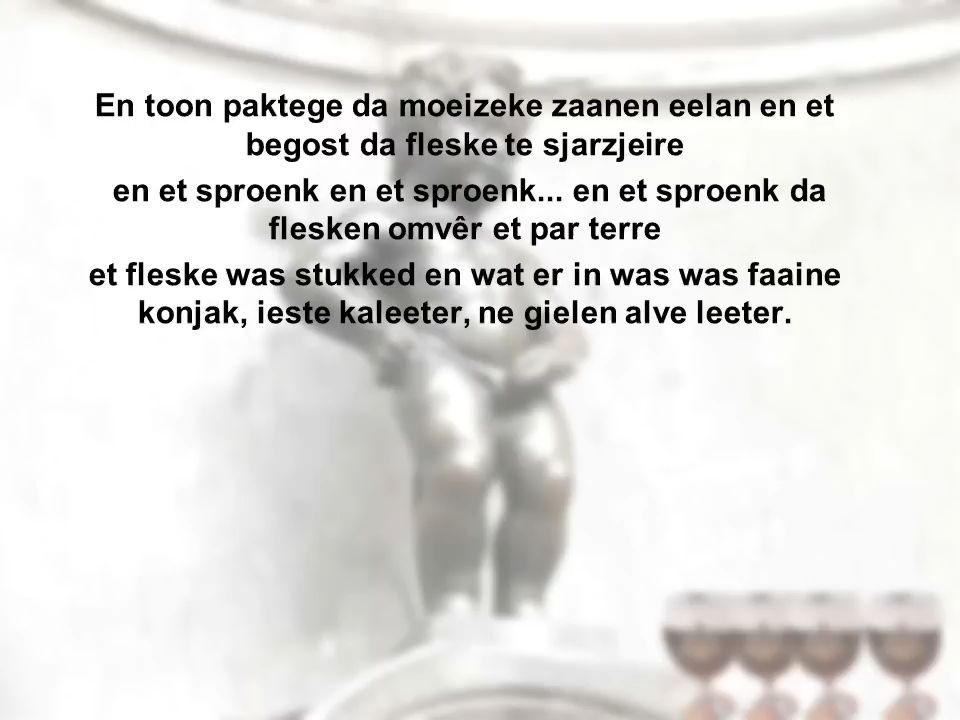 En toon paktege da moeizeke zaanen eelan en et
begost da fleske te sjarzjeire
en et sproenk en et sproenk... en et sproenk da
flesken omvêr et par terre
et fleske was stukked en wat er in was was faaine
konjak, ieste kaleeter, ne gielen alve leeter.